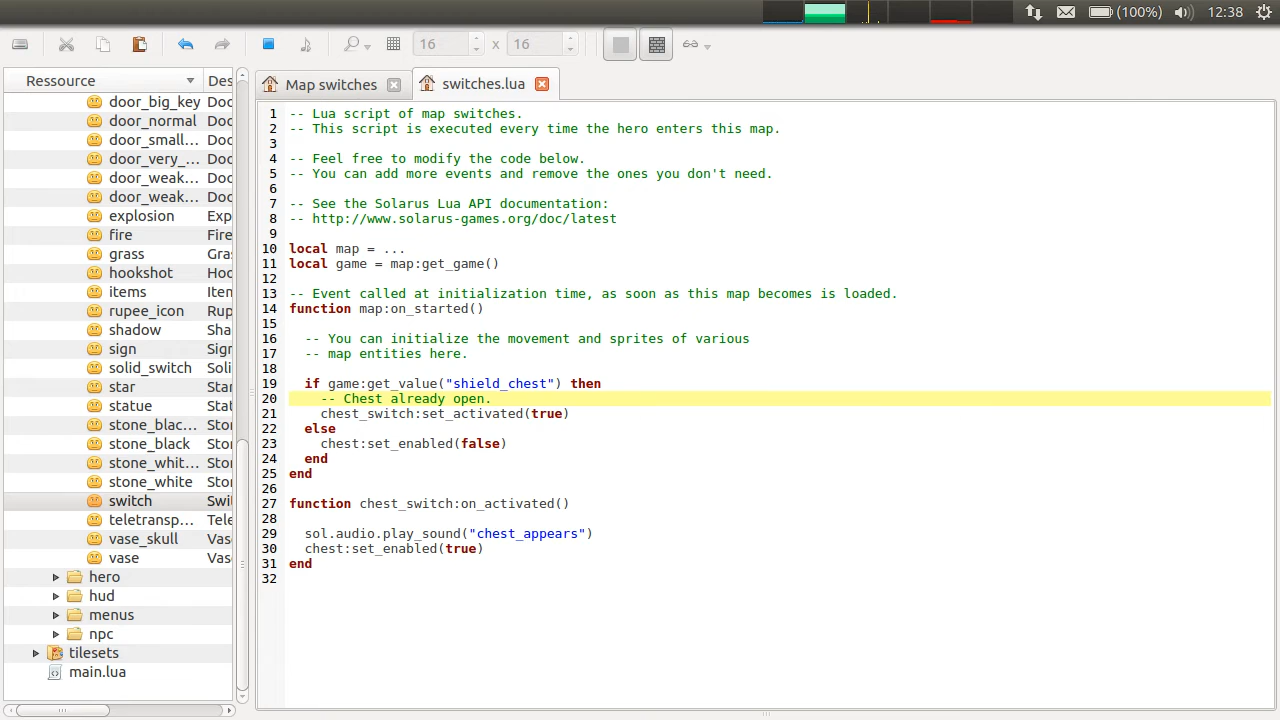 (100%) 12:38
16 x 16
Ressource Des
Map switches switches.lua
door_big_key Doc
door_normal Doc
door_small... Doc
door_very_... Doc
door_weak... Doc
door_weak... Doc
explosion Exp
fire Fire
grass Gras
hookshot Hoc
items Item
rupee_icon Rup
shadow Sha
sign Sigr
solid_switch Soli
star Star
statue Stat
stone_blac... Stor
stone_black Stor
stone_whit... Stor
stone_white Stor
switch Swit
teletransp... Tele
vase_skull Vas
vase Vas
hero
hud
menus
npc
tilesets
main.lua
1 -- Lua script of map switches.
2 -- This script is executed every time the hero enters this map.
3
4 -- Feel free to modify the code below.
5 -- You can add more events and remove the ones you don't need.
6
7 -- See the Solarus Lua API documentation:
8 -- http://www.solarus-games.org/doc/latest
9
10 local map = ...
11 local game = map:get_game()
12
13 -- Event called at initialization time, as soon as this map becomes is loaded.
14 function map:on_started()
15
16   -- You can initialize the movement and sprites of various
17   -- map entities here.
18
19   if game:get_value("shield_chest") then
20     -- Chest already open.
21     chest_switch:set_activated(true)
22   else
23     chest:set_enabled(false)
24   end
25 end
26
27 function chest_switch:on_activated()
28
29   sol.audio.play_sound("chest_appears")
30   chest:set_enabled(true)
31 end
32